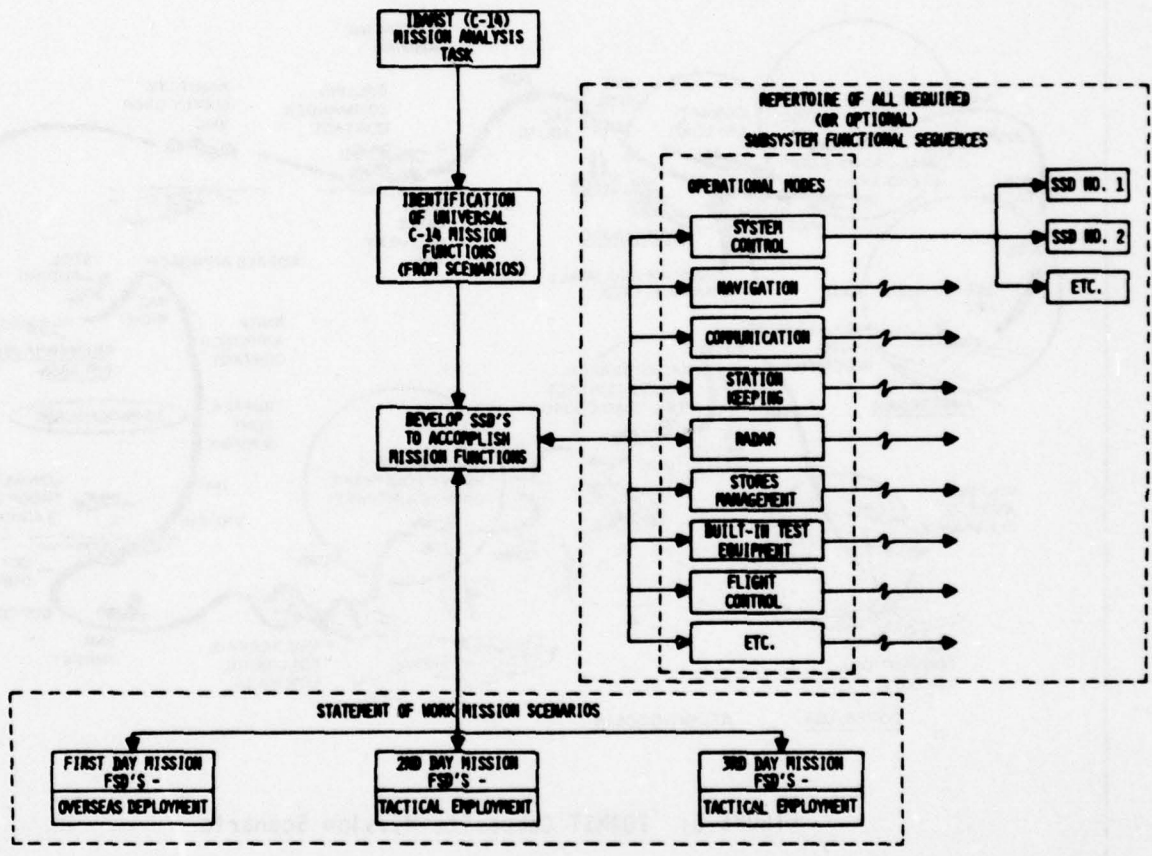 IDAMST (C-14)
MISSION ANALYSIS
TASK
IDENTIFICATION
OF UNIVERSAL
C-14 MISSION
FUNCTIONS
(FROM SCENARIOS)
DEVELOP SSD'S
TO ACCOMPLISH
MISSION FUNCTIONS
REPERTOIRE OF ALL REQUIRED
(OR OPTIONAL)
SUBSYSTEM FUNCTIONAL SEQUENCES
OPERATIONAL MODES
SYSTEM
CONTROL
NAVIGATION
COMMUNICATION
STATION
KEEPING
RADAR
STORES
MANAGEMENT
BUILT-IN TEST
EQUIPMENT
FLIGHT
CONTROL
ETC.
SSD NO. 1
SSD NO. 2
ETC.
STATEMENT OF WORK MISSION SCENARIOS
FIRST DAY MISSION
FSD'S -
OVERSEAS DEPLOYMENT
2ND DAY MISSION
FSD'S -
TACTICAL EMPLOYMENT
3RD DAY MISSION
FSD'S -
TACTICAL EMPLOYMENT